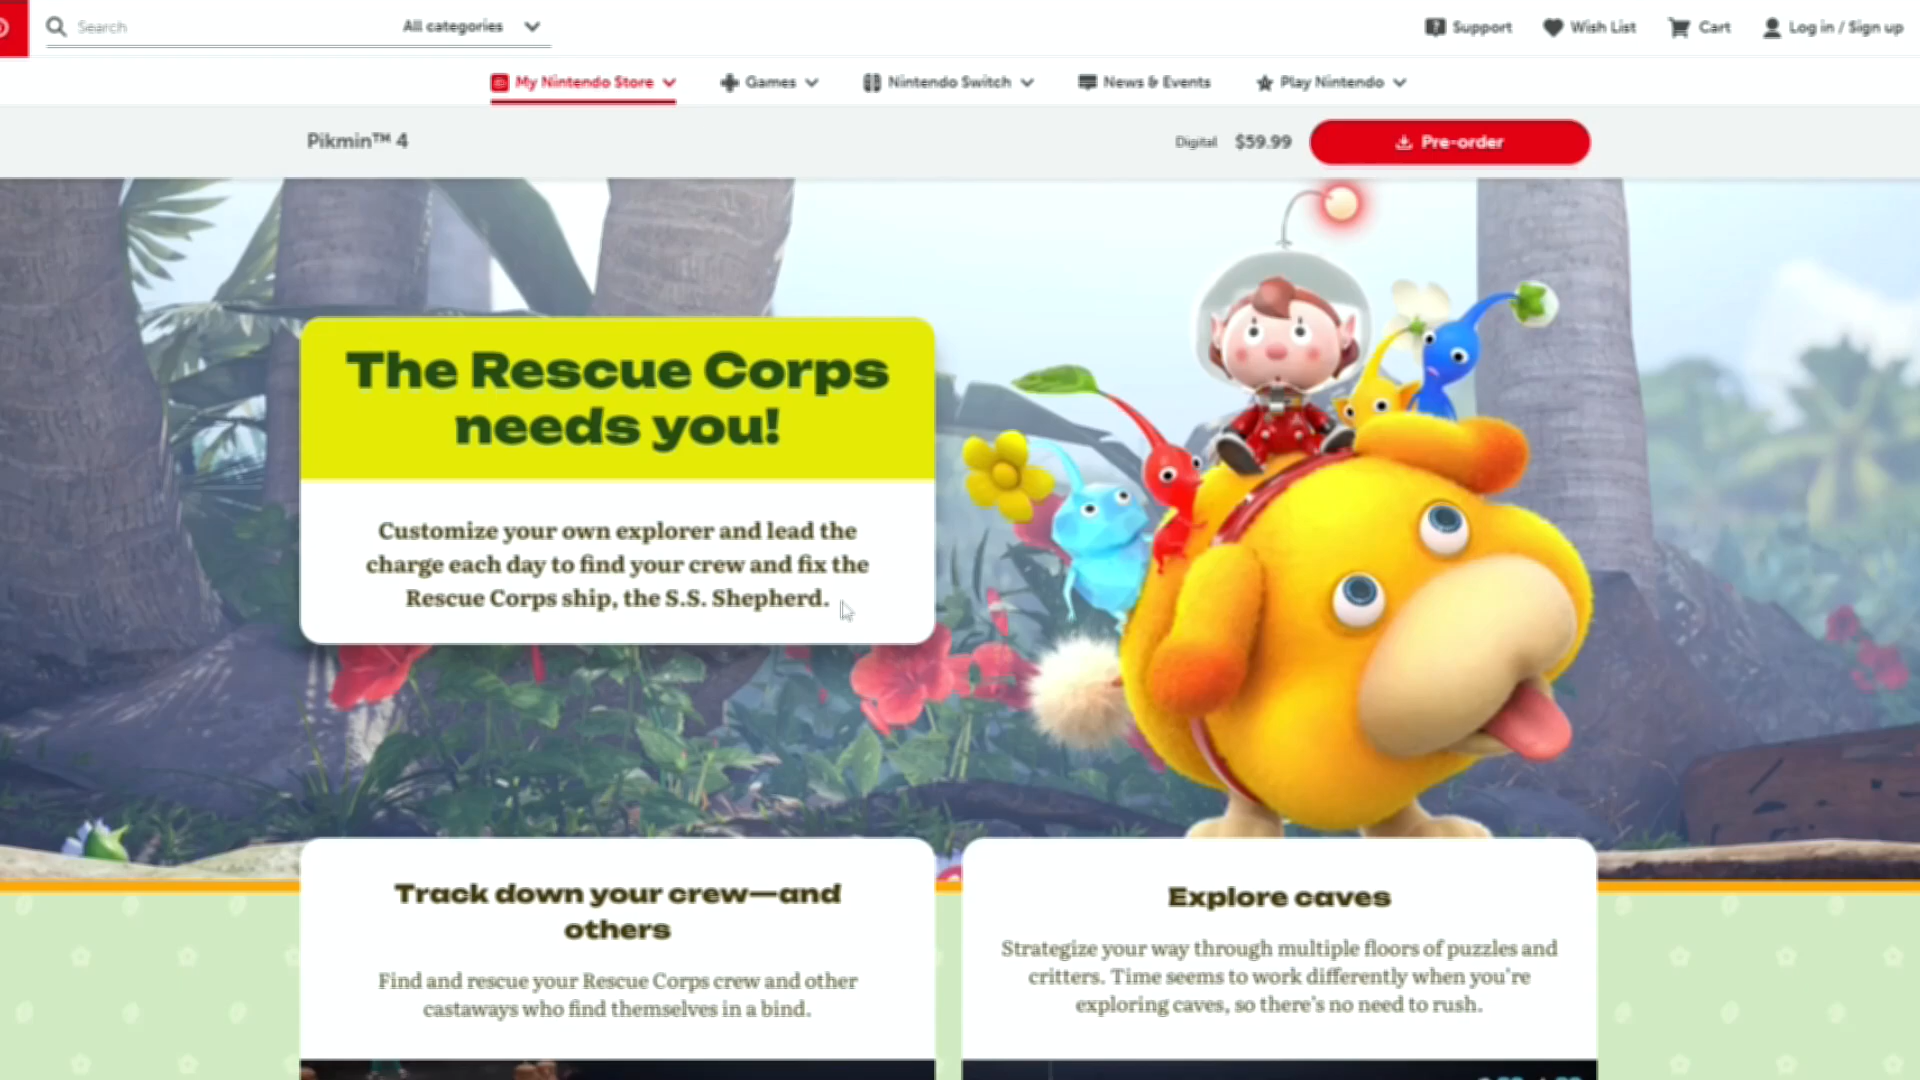 Search
All categories
Support
Wish List
Cart
Log in / Sign up
My Nintendo Store
Games
Nintendo Switch
News & Events
Play Nintendo
Pikmin™ 4
Digital $59.99
Pre-order
The Rescue Corps
needs you!
Customize your own explorer and lead the
charge each day to find your crew and fix the
Rescue Corps ship, the S.S. Shepherd.
Track down your crew—and
others
Find and rescue your Rescue Corps crew and other
castaways who find themselves in a bind.
Explore caves
Strategize your way through multiple floors of puzzles and
critters. Time seems to work differently when you're
exploring caves, so there's no need to rush.